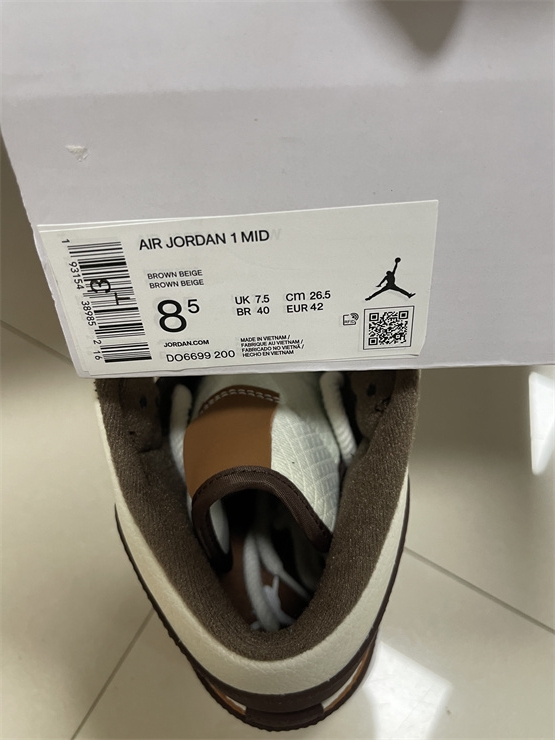 AIR JORDAN 1 MID
BROWN BEIGE
BROWN BEIGE
8⁵
UK 7.5
cm 26.5
BR 40
EUR 42
JORDAN.COM
MADE IN VIETNAM /
FABRIQUE AU VIETNAM /
FABRICADO NO VIETNÃ /
HECHO EN VIETNAM
DO6699 200
1 93154 38985 2 16